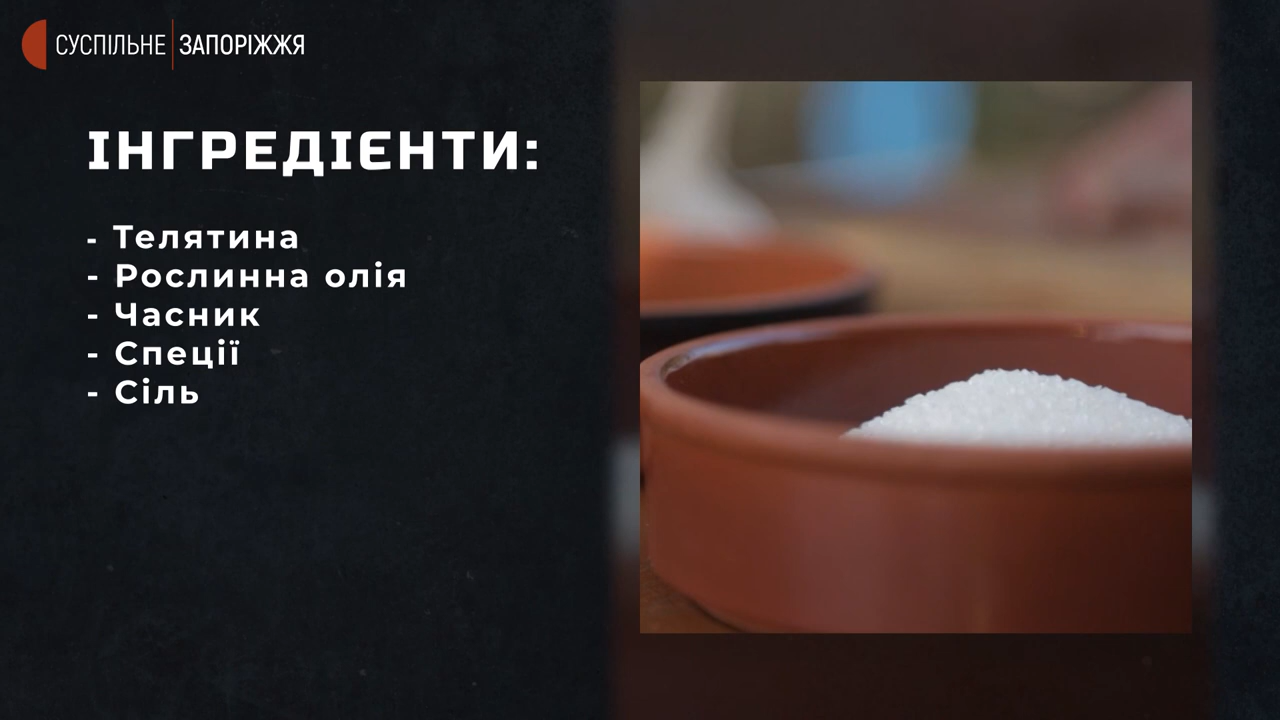 СУСПІЛЬНЕ ЗАПОРІЖЖЯ
ІНГРЕДІЄНТИ:
- Телятина
- Рослинна олія
- Часник
- Спеції
- Сіль